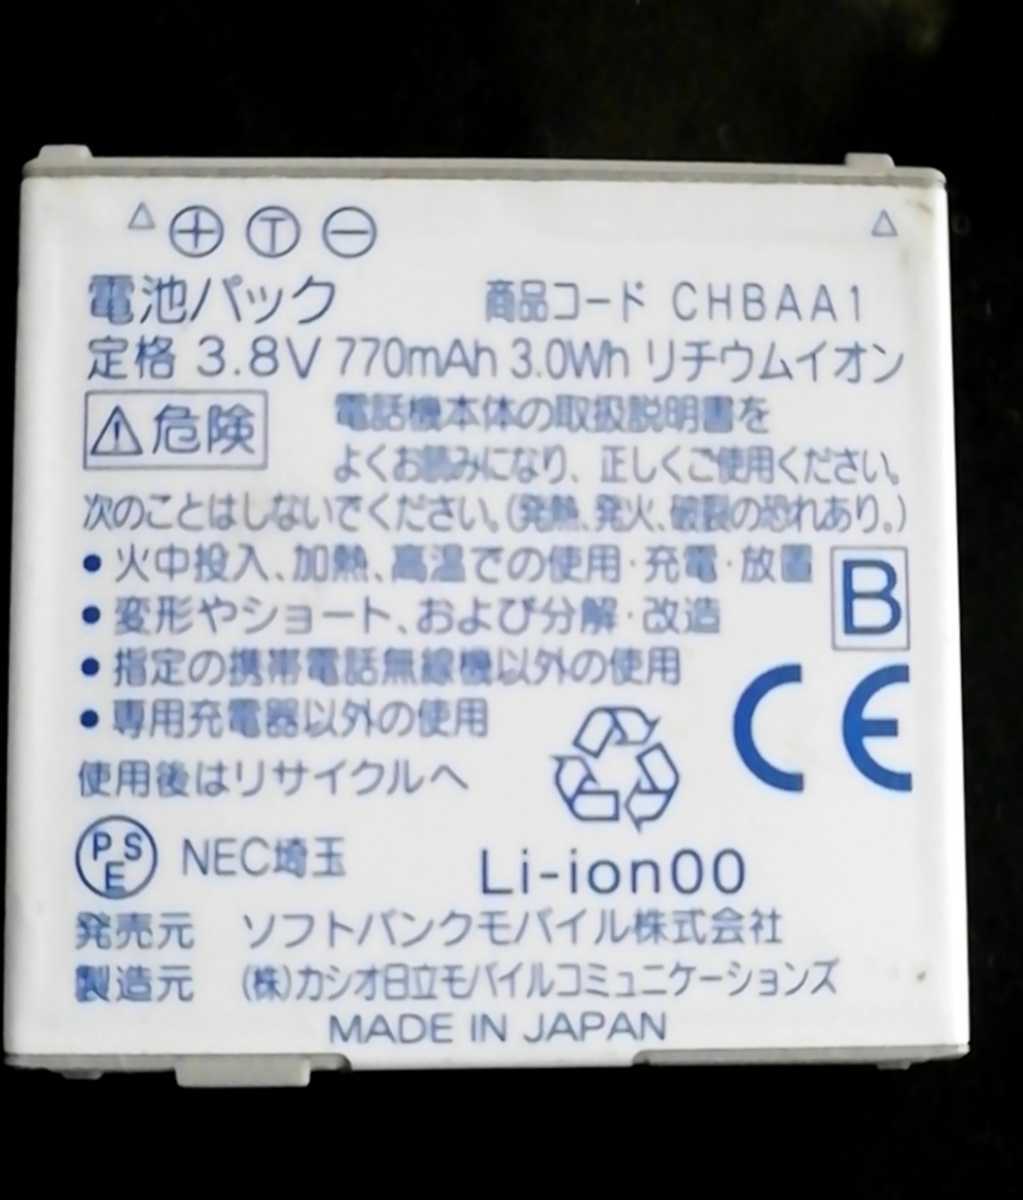 △ ⊕ Ⓣ ⊖ △
電池パック 商品コード CHBAA1
定格 3.8V 770mAh 3.0Wh リチウムイオン
⚠危険 電話機本体の取扱説明書を
よくお読みになり、正しくご使用ください。
次のことはしないでください。(発熱、発火、破裂の恐れあり。)
●火中投入、加熱、高温での使用・充電・放置
B
●変形やショート、および分解・改造
●指定の携帯電話無線機以外の使用
●専用充電器以外の使用
CE
使用後はリサイクルへ
PSE NEC埼玉 Li-ion00
発売元 ソフトバンクモバイル株式会社
製造元 (株)カシオ日立モバイルコミュニケーションズ
MADE IN JAPAN